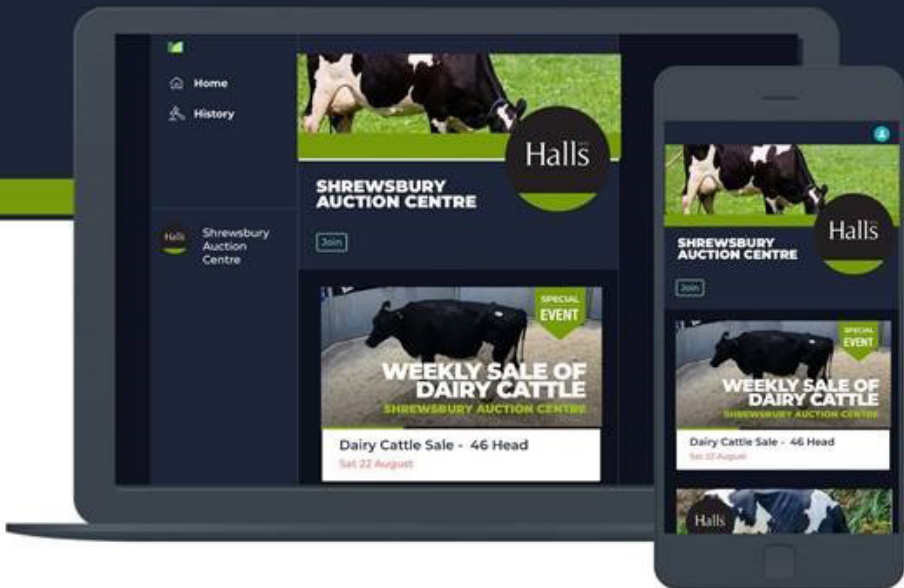 Home
History
Halls
Shrewsbury
Auction
Centre
Halls
SHREWSBURY
AUCTION CENTRE
Join
SPECIAL
EVENT
WEEKLY SALE OF
DAIRY CATTLE
SHREWSBURY AUCTION CENTRE
Dairy Cattle Sale - 46 Head
Sat 22 August
Halls
SHREWSBURY
AUCTION CENTRE
Join
SPECIAL
EVENT
WEEKLY SALE OF
DAIRY CATTLE
SHREWSBURY AUCTION CENTRE
Dairy Cattle Sale - 46 Head
Sat 22 August
Halls